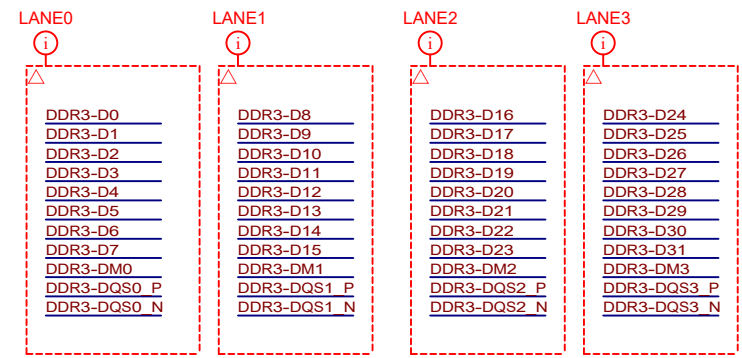 LANE0
i
DDR3-D0
DDR3-D1
DDR3-D2
DDR3-D3
DDR3-D4
DDR3-D5
DDR3-D6
DDR3-D7
DDR3-DM0
DDR3-DQS0_P
DDR3-DQS0_N
LANE1
i
DDR3-D8
DDR3-D9
DDR3-D10
DDR3-D11
DDR3-D12
DDR3-D13
DDR3-D14
DDR3-D15
DDR3-DM1
DDR3-DQS1_P
DDR3-DQS1_N
LANE2
i
DDR3-D16
DDR3-D17
DDR3-D18
DDR3-D19
DDR3-D20
DDR3-D21
DDR3-D22
DDR3-D23
DDR3-DM2
DDR3-DQS2_P
DDR3-DQS2_N
LANE3
i
DDR3-D24
DDR3-D25
DDR3-D26
DDR3-D27
DDR3-D28
DDR3-D29
DDR3-D30
DDR3-D31
DDR3-DM3
DDR3-DQS3_P
DDR3-DQS3_N